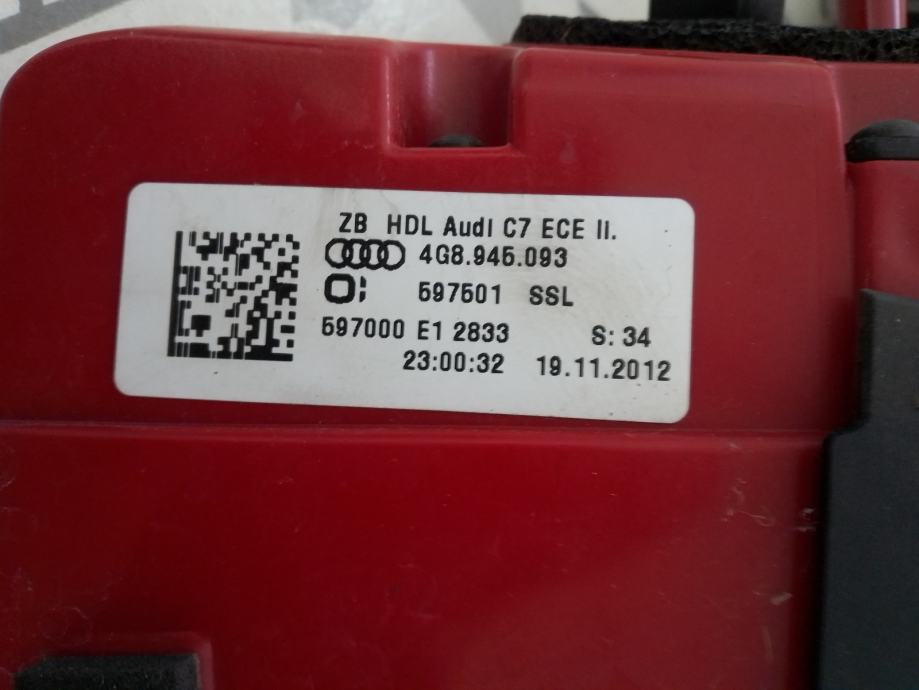 ZB HDL Audi C7 ECE II.
4G8.945.093
597501 SSL
597000 E1 2833 S: 34
23:00:32 19.11.2012